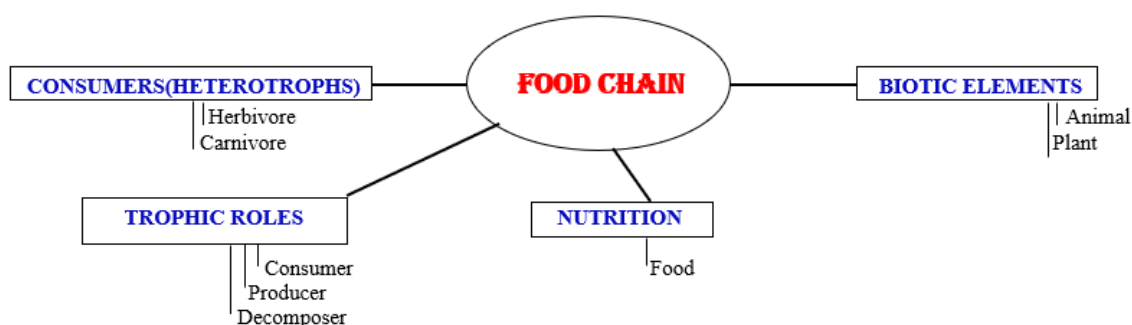 FOOD CHAIN
CONSUMERS(HETEROTROPHS)
Herbivore
Carnivore
BIOTIC ELEMENTS
Animal
Plant
TROPHIC ROLES
Consumer
Producer
Decomposer
NUTRITION
Food